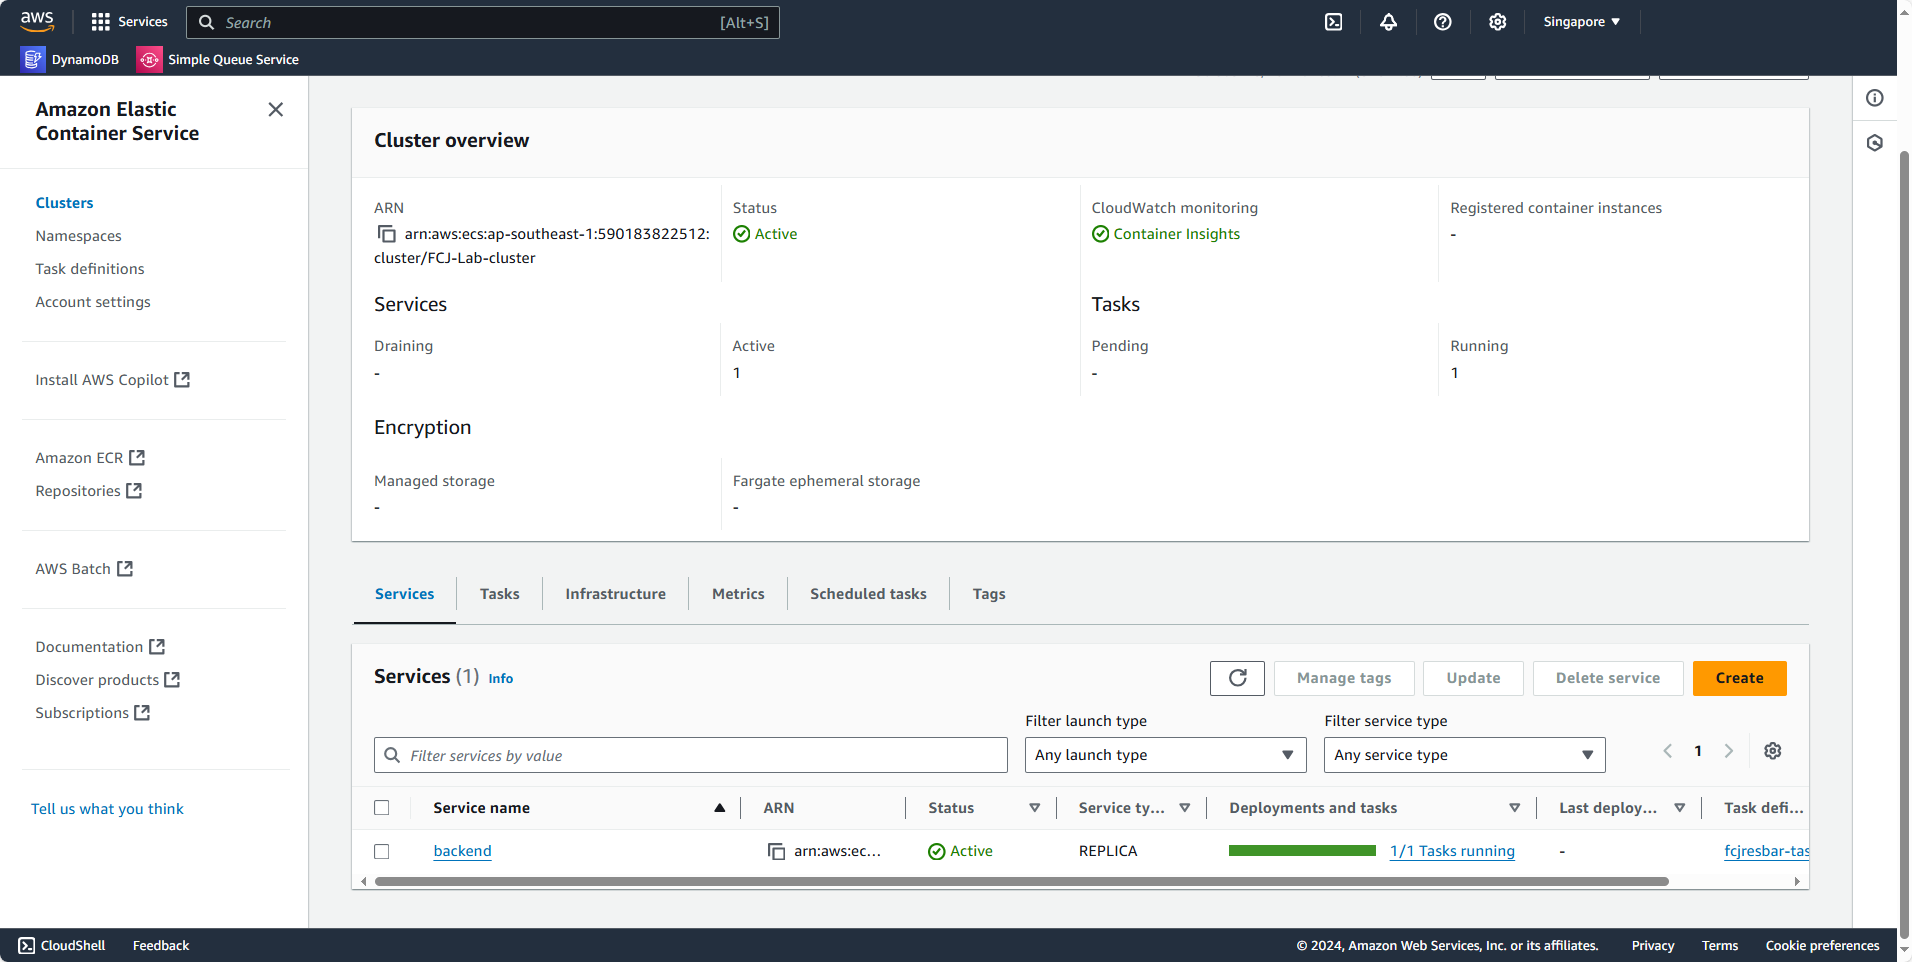 aws
Services
Search
[Alt+S]
Singapore
DynamoDB
Simple Queue Service
Amazon Elastic
Container Service
Clusters
Namespaces
Task definitions
Account settings
Install AWS Copilot
Amazon ECR
Repositories
AWS Batch
Documentation
Discover products
Subscriptions
Tell us what you think
Cluster overview
ARN
arn:aws:ecs:ap-southeast-1:590183822512:
cluster/FCJ-Lab-cluster
Status
Active
CloudWatch monitoring
Container Insights
Registered container instances
-
Services
Tasks
Draining
-
Active
1
Pending
-
Running
1
Encryption
Managed storage
-
Fargate ephemeral storage
-
Services
Tasks
Infrastructure
Metrics
Scheduled tasks
Tags
Services (1) Info
Manage tags
Update
Delete service
Create
Filter launch type
Filter service type
Filter services by value
Any launch type
Any service type
1
Service name
ARN
Status
Service ty...
Deployments and tasks
Last deploy...
Task defi...
backend
arn:aws:ec...
Active
REPLICA
1/1 Tasks running
-
fcjresbar-tas
CloudShell
Feedback
© 2024, Amazon Web Services, Inc. or its affiliates.
Privacy
Terms
Cookie preferences